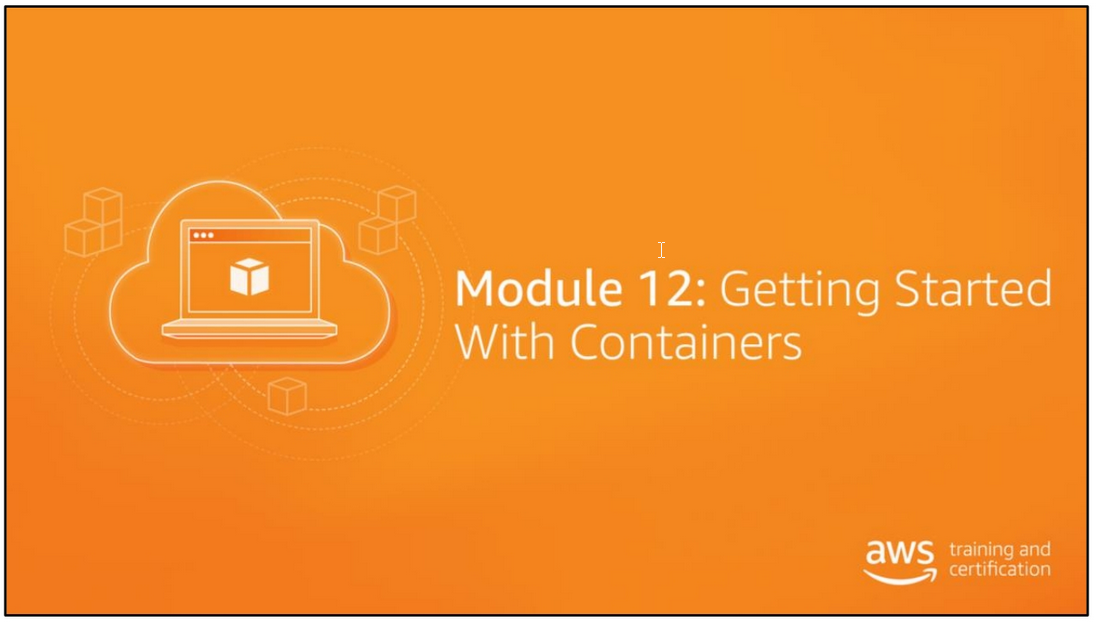 Module 12: Getting Started
With Containers
aws training and
certification